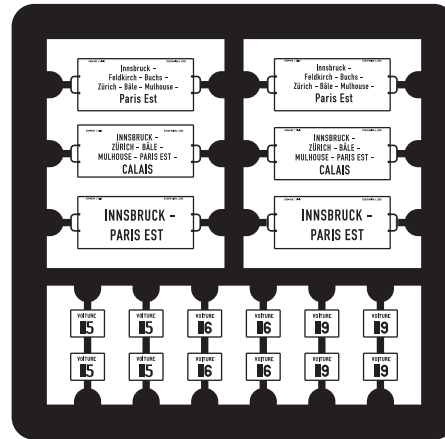 Innsbruck –
Feldkirch – Buchs –
Zürich – Bâle – Mulhouse –
Paris Est
Innsbruck –
Feldkirch – Buchs –
Zürich – Bâle – Mulhouse –
Paris Est
INNSBRUCK –
ZÜRICH – BÂLE –
MULHOUSE – PARIS EST –
CALAIS
INNSBRUCK –
ZÜRICH – BÂLE –
MULHOUSE – PARIS EST –
CALAIS
INNSBRUCK –
PARIS EST
INNSBRUCK –
PARIS EST
VOITURE
5
VOITURE
5
VOITURE
6
VOITURE
6
VOITURE
9
VOITURE
9
VOITURE
5
VOITURE
5
VOITURE
6
VOITURE
6
VOITURE
9
VOITURE
9